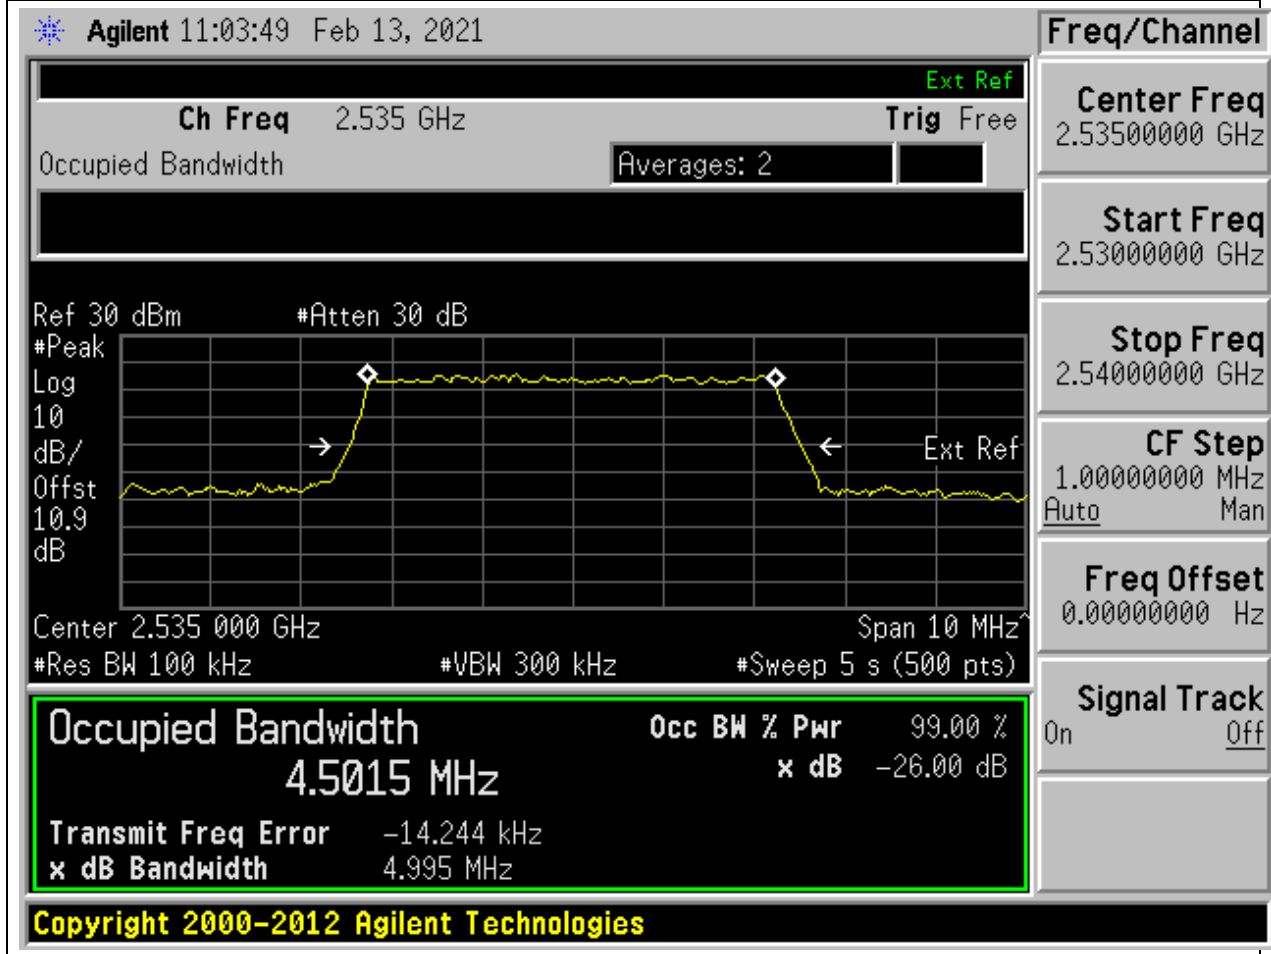 Agilent 11:03:49 Feb 13, 2021
Freq/Channel
Ext Ref
Ch Freq 2.535 GHz Trig Free
Occupied Bandwidth Averages: 2
Center Freq
2.53500000 GHz
Start Freq
2.53000000 GHz
Stop Freq
2.54000000 GHz
CF Step
1.00000000 MHz
Auto Man
Freq Offset
0.00000000 Hz
Signal Track
On Off
Ref 30 dBm #Atten 30 dB
#Peak
Log
10
dB/
Offst
10.9
dB
Ext Ref
Center 2.535 000 GHz Span 10 MHz^
#Res BW 100 kHz #VBW 300 kHz #Sweep 5 s (500 pts)
Occupied Bandwidth
4.5015 MHz
Occ BW % Pwr 99.00 %
x dB -26.00 dB
Transmit Freq Error -14.244 kHz
x dB Bandwidth 4.995 MHz
Copyright 2000-2012 Agilent Technologies